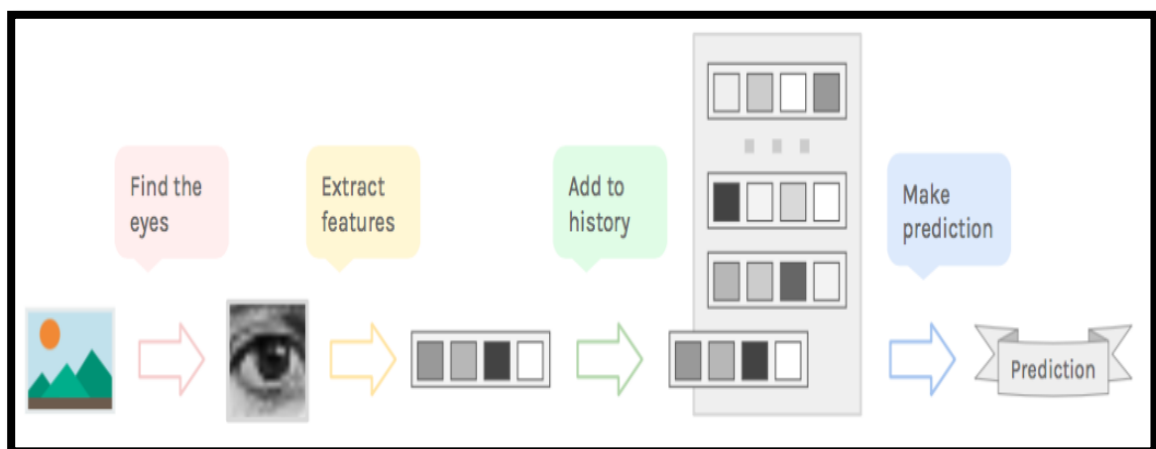 Find the
eyes
Extract
features
Add to
history
Make
prediction
Prediction